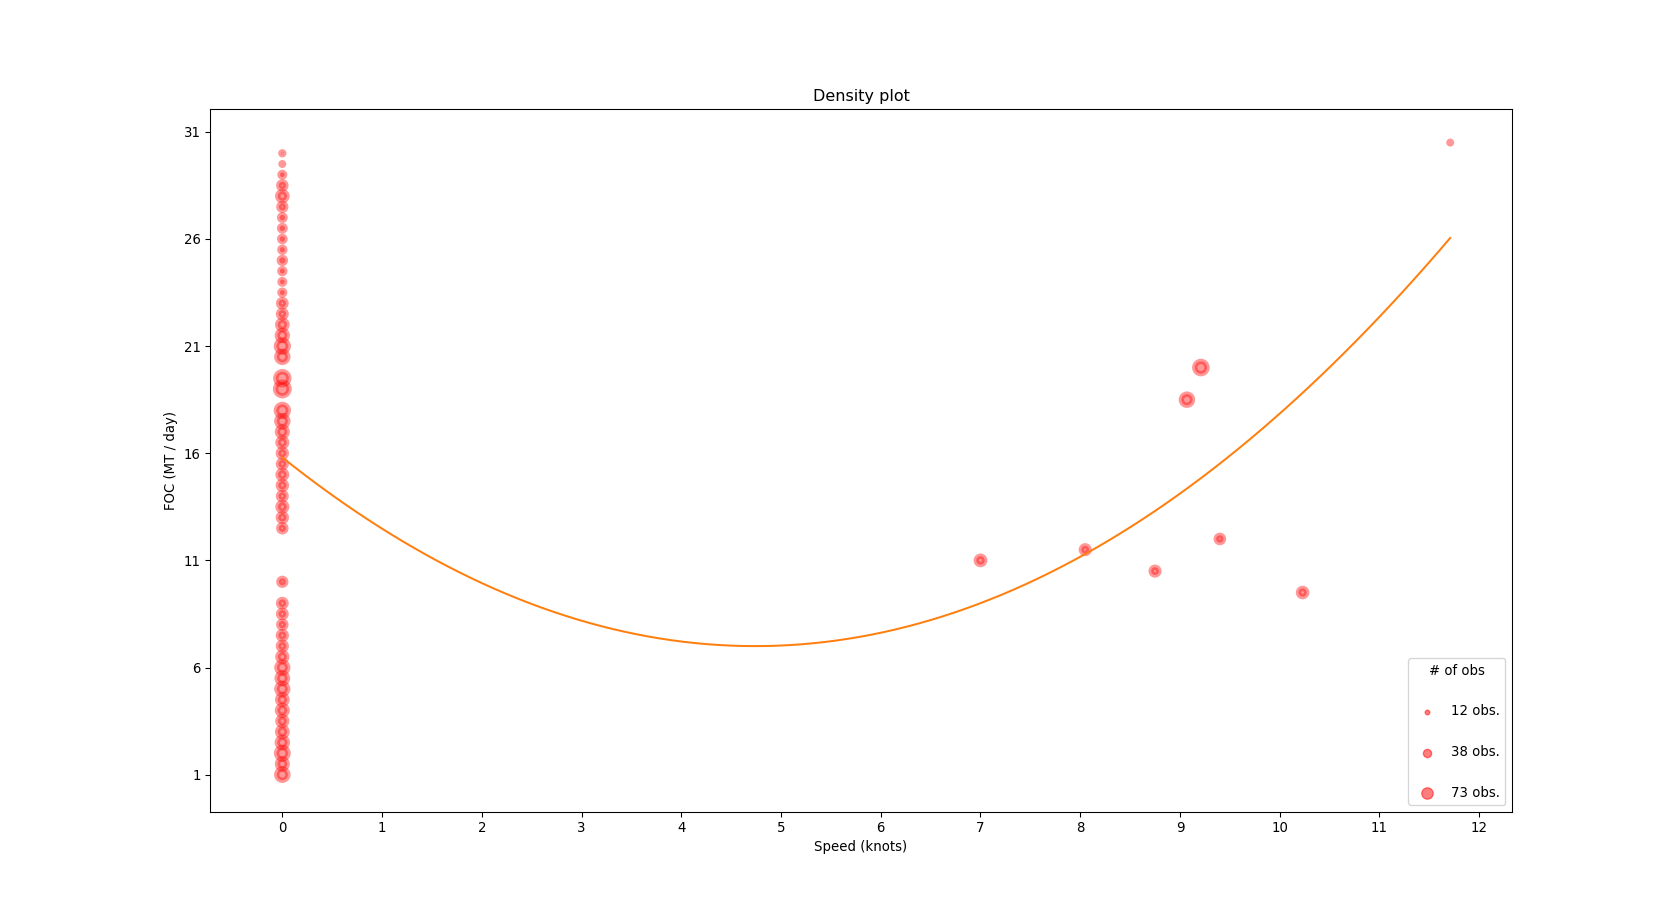 Density plot
31
26
21
16
11
6
1
FOC (MT / day)
# of obs
12 obs.
38 obs.
73 obs.
0 1 2 3 4 5 6 7 8 9 10 11 12
Speed (knots)